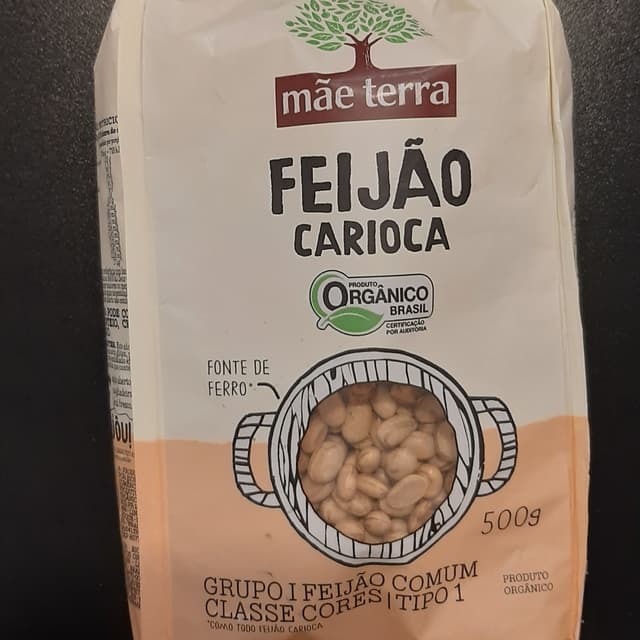 mãe terra
FEIJÃO
CARIOCA
PRODUTO
ORGÂNICO
BRASIL
CERTIFICAÇÃO
POR AUDITORIA
FONTE DE
FERRO*
500g
GRUPO I FEIJÃO COMUM
CLASSE CORES | TIPO 1
*COMO TODO FEIJÃO CARIOCA
PRODUTO
ORGÂNICO